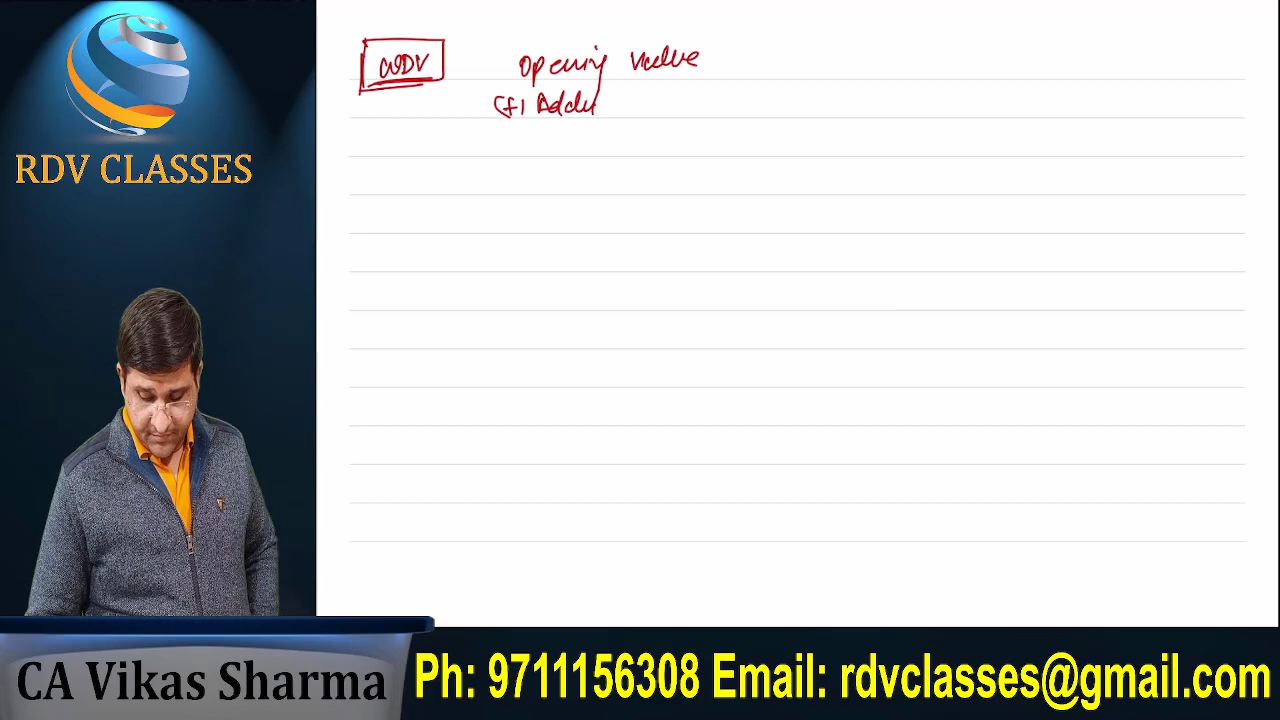 RDV CLASSES
WDV Opening Value
(+) Addn
CA Vikas Sharma
Ph: 9711156308 Email: rdvclasses@gmail.com